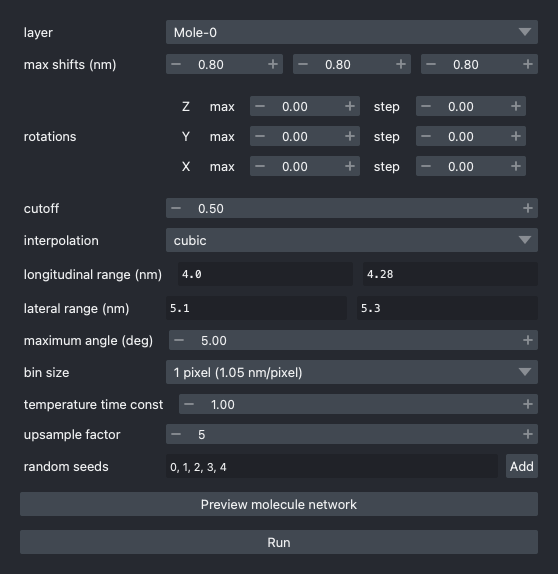 layer Mole-0
max shifts (nm) − 0.80 + − 0.80 + − 0.80 +
Z max − 0.00 + step − 0.00 +
rotations Y max − 0.00 + step − 0.00 +
X max − 0.00 + step − 0.00 +
cutoff − 0.50 +
interpolation cubic
longitudinal range (nm) 4.0 4.28
lateral range (nm) 5.1 5.3
maximum angle (deg) − 5.00 +
bin size 1 pixel (1.05 nm/pixel)
temperature time const − 1.00 +
upsample factor − 5 +
random seeds 0, 1, 2, 3, 4 Add
Preview molecule network
Run